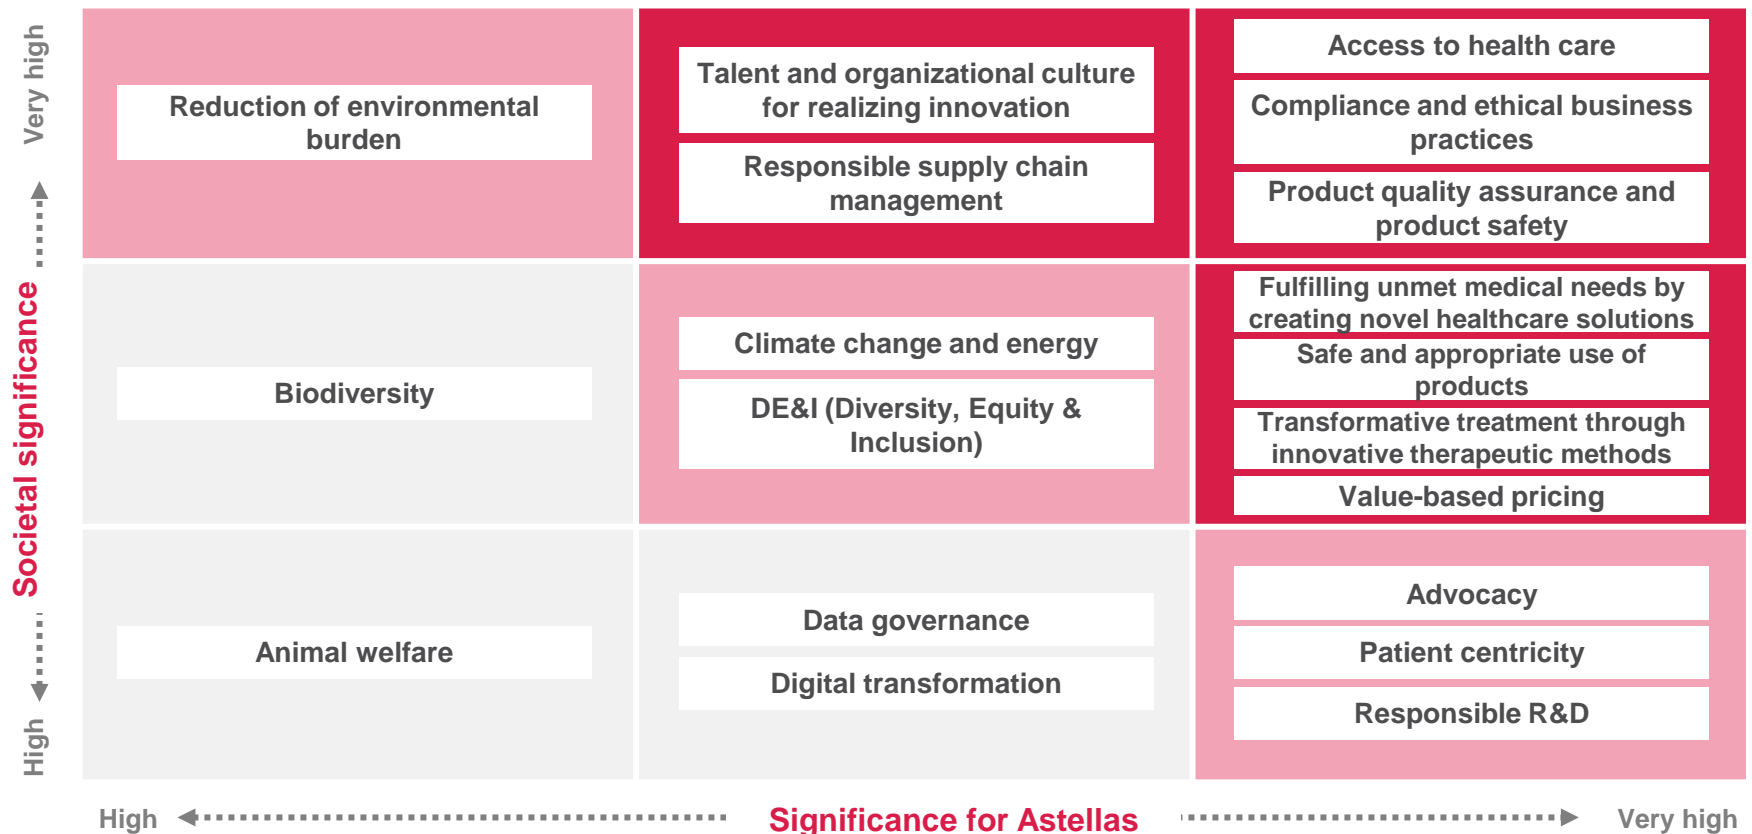 Very high
Societal significance
High
Reduction of environmental
burden
Talent and organizational culture
for realizing innovation
Responsible supply chain
management
Access to health care
Compliance and ethical business
practices
Product quality assurance and
product safety
Biodiversity
Climate change and energy
DE&I (Diversity, Equity &
Inclusion)
Fulfilling unmet medical needs by
creating novel healthcare solutions
Safe and appropriate use of
products
Transformative treatment through
innovative therapeutic methods
Value-based pricing
Animal welfare
Data governance
Digital transformation
Advocacy
Patient centricity
Responsible R&D
High
Significance for Astellas
Very high